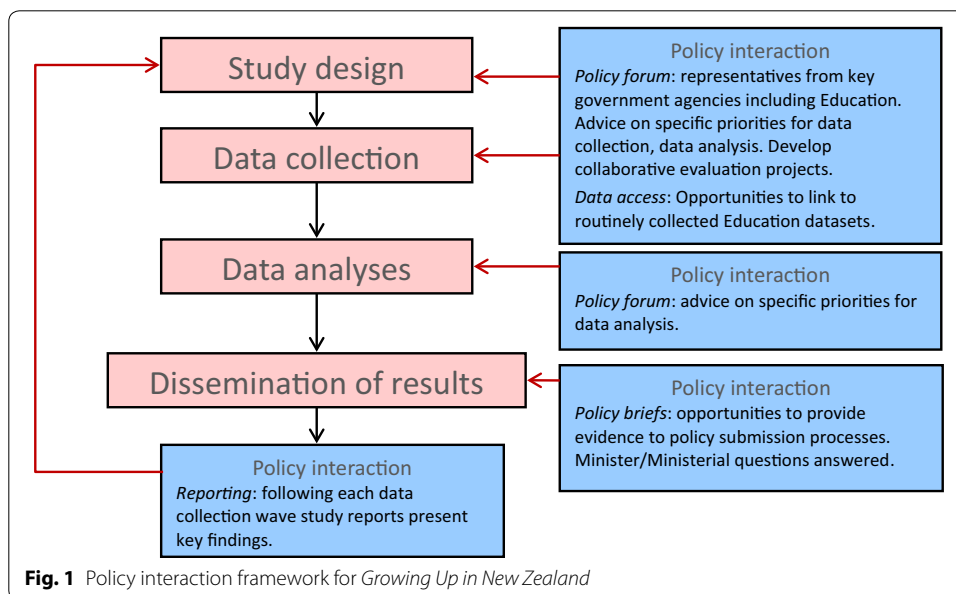 Study design
Data collection
Data analyses
Dissemination of results
Policy interaction
Reporting: following each data
collection wave study reports present
key findings.
Policy interaction
Policy forum: representatives from key
government agencies including Education.
Advice on specific priorities for data
collection, data analysis. Develop
collaborative evaluation projects.
Data access: Opportunities to link to
routinely collected Education datasets.
Policy interaction
Policy forum: advice on specific priorities for
data analysis.
Policy interaction
Policy briefs: opportunities to provide
evidence to policy submission processes.
Minister/Ministerial questions answered.
Fig. 1 Policy interaction framework for Growing Up in New Zealand